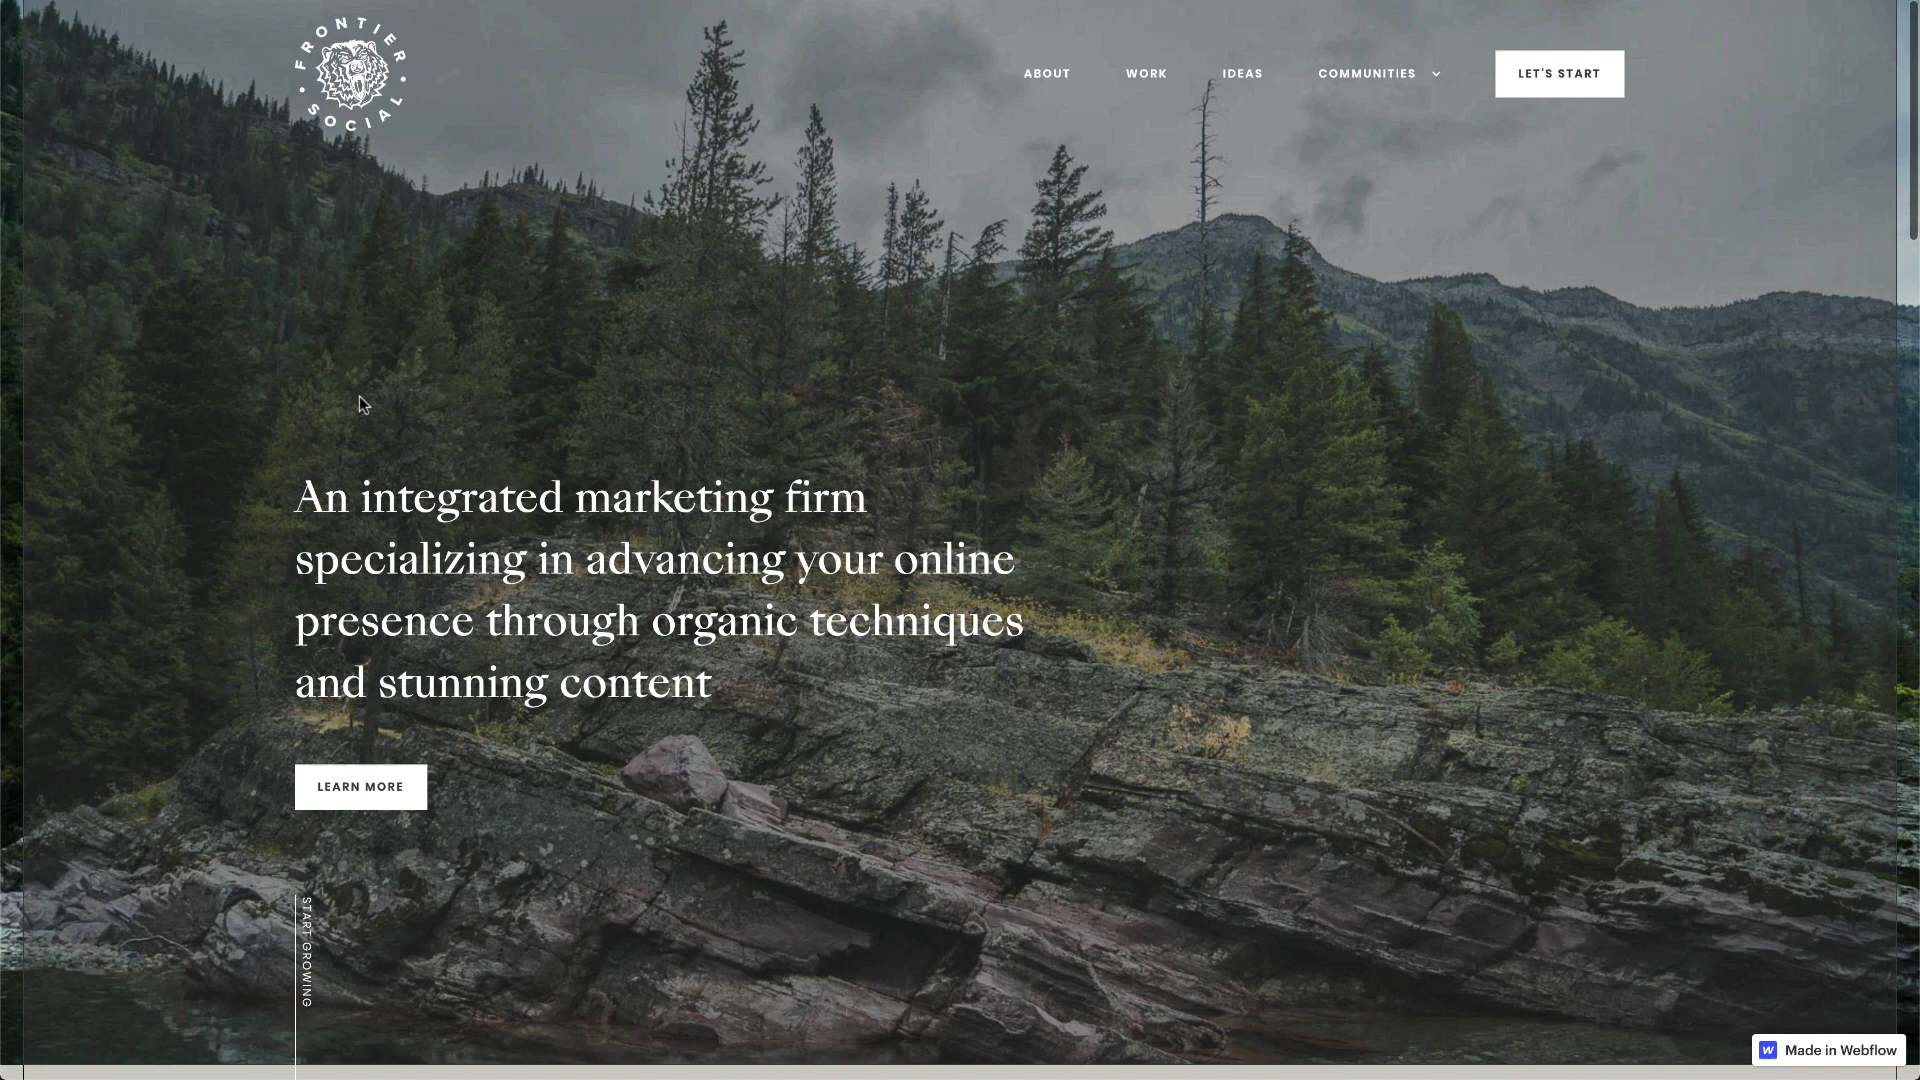 FRONTIER
SOCIAL
ABOUT
WORK
IDEAS
COMMUNITIES
LET'S START
An integrated marketing firm
specializing in advancing your online
presence through organic techniques
and stunning content
LEARN MORE
START GROWING
Made in Webflow